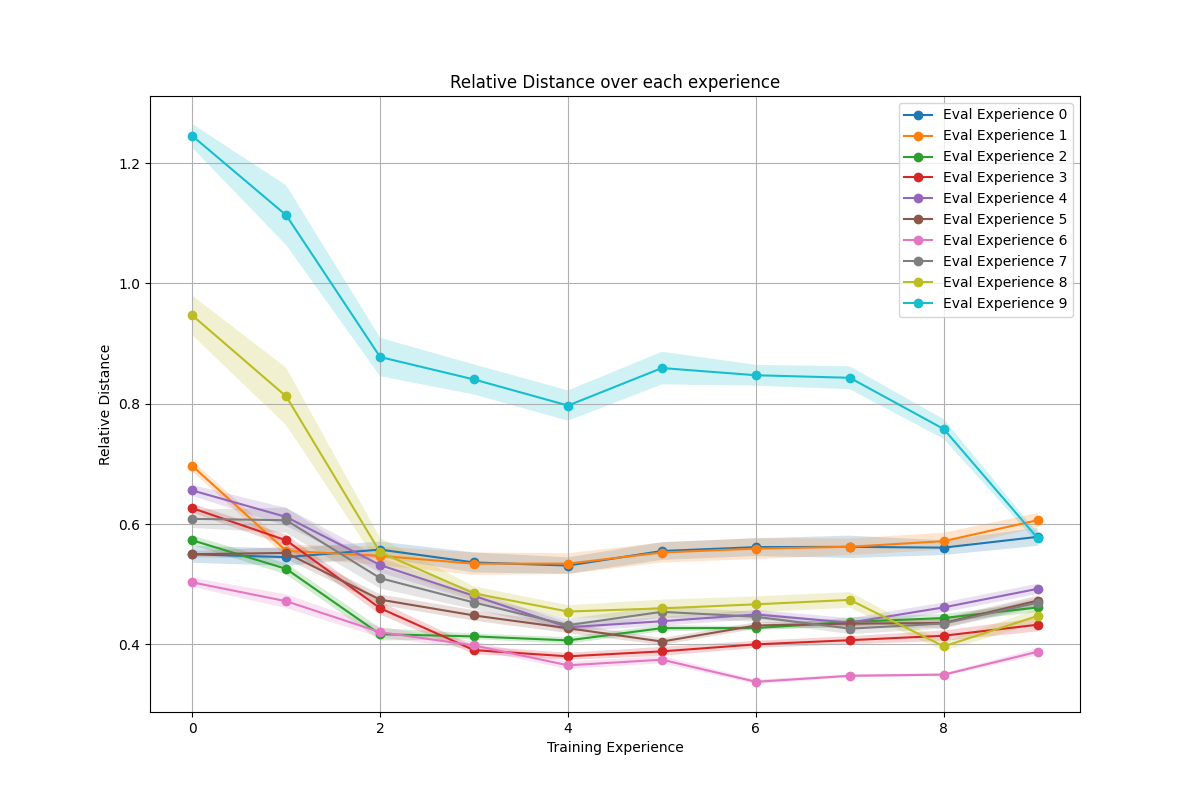 Relative Distance over each experience
Eval Experience 0
Eval Experience 1
Eval Experience 2
Eval Experience 3
Eval Experience 4
Eval Experience 5
Eval Experience 6
Eval Experience 7
Eval Experience 8
Eval Experience 9
Relative Distance
1.2
1.0
0.8
0.6
0.4
0 2 4 6 8
Training Experience